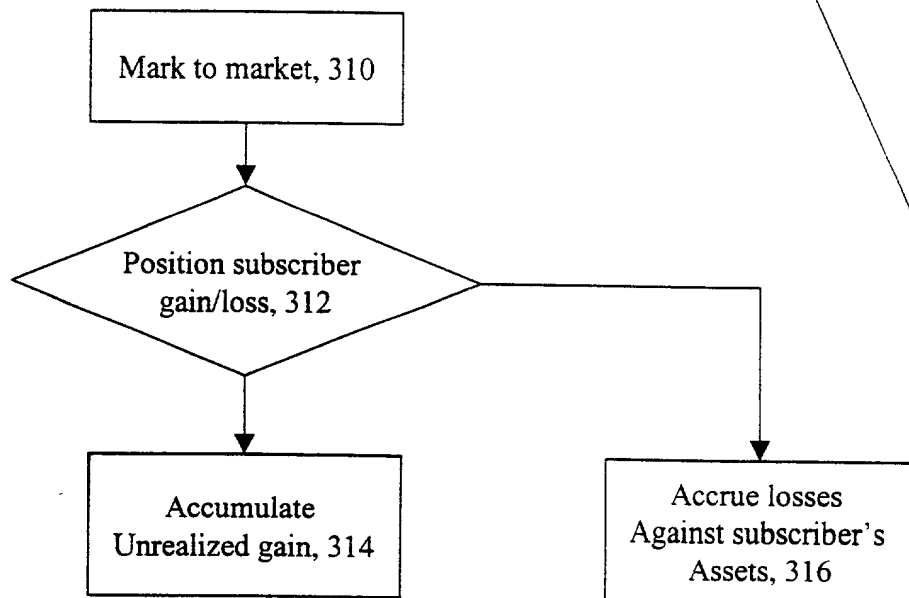 Mark to market, 310
Position subscriber
gain/loss, 312
Accumulate
Unrealized gain, 314
Accrue losses
Against subscriber's
Assets, 316